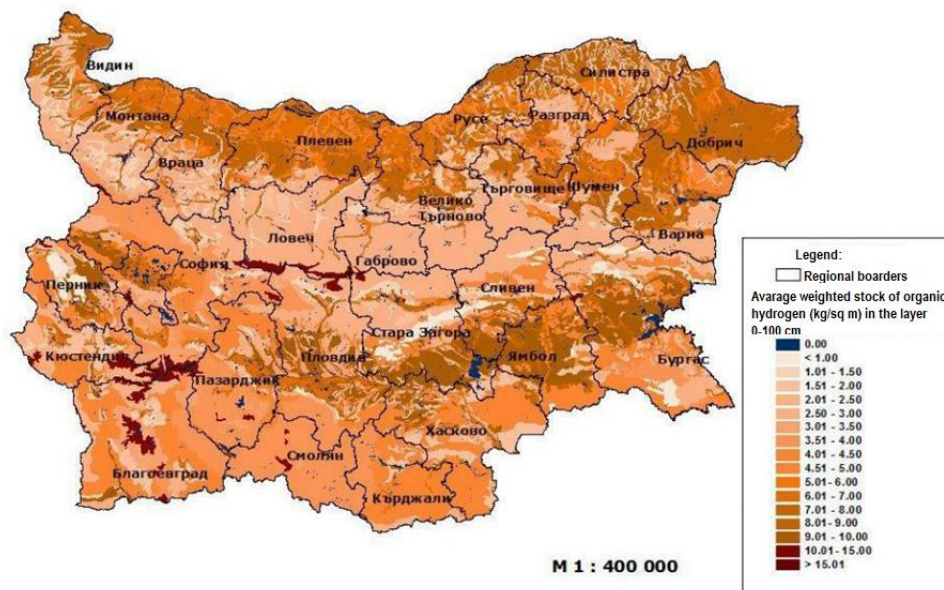 Видин
Силистра
Монтана
Русе
Разград
Плевен
Добрич
Враца
Търговище
Шумен
Велико
Търново
Варна
Ловеч
София
Габрово
Перник
Сливен
Стара Загора
Кюстендил
Пловдив
Ямбол
Бургас
Пазарджик
Хасково
Смолян
Благоевград
Кърджали
М 1 : 400 000
Legend:
Regional boarders
Avarage weighted stock of organic
hydrogen (kg/sq m) in the layer
0-100 cm
0.00
< 1.00
1.01 - 1.50
1.51 - 2.00
2.01 - 2.50
2.50 - 3.00
3.01 - 3.50
3.51 - 4.00
4.01 - 4.50
4.51 - 5.00
5.01 - 6.00
6.01 - 7.00
7.01 - 8.00
8.01 - 9.00
9.01 - 10.00
10.01- 15.00
> 15.01